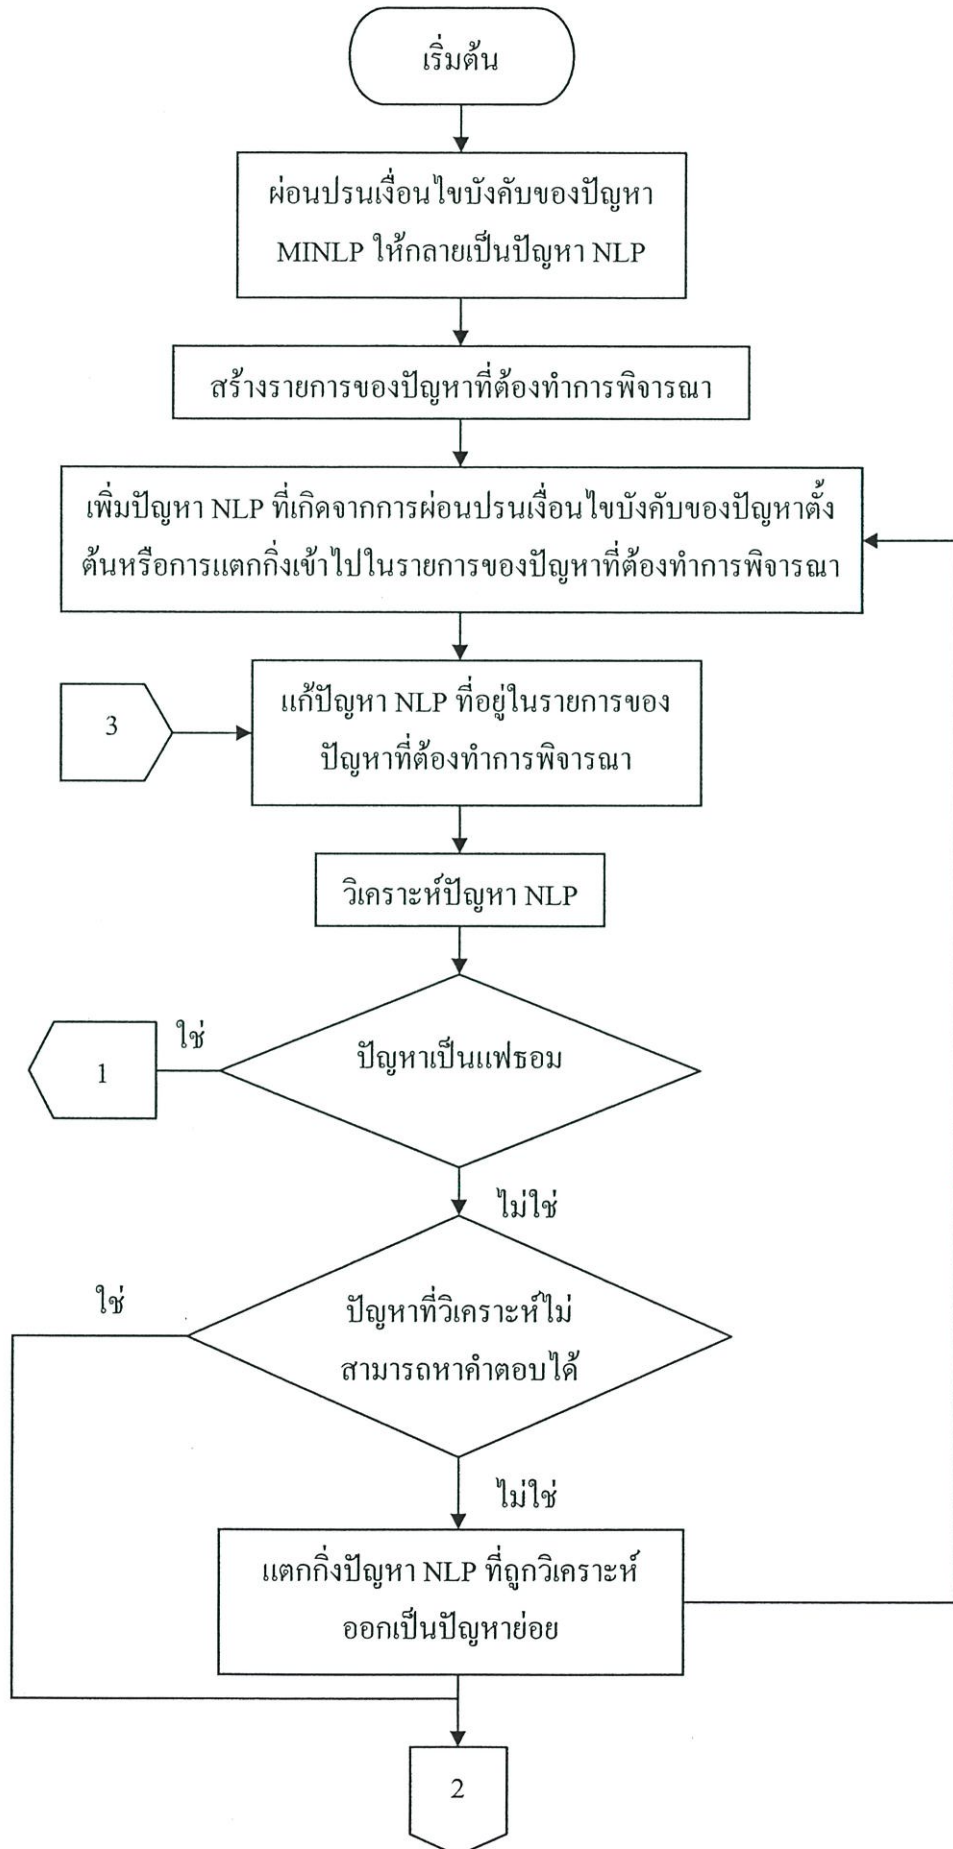 เริ่มต้น
ผ่อนปรนเงื่อนไขบังคับของปัญหา
MINLP ให้กลายเป็นปัญหา NLP
สร้างรายการของปัญหาที่ต้องทำการพิจารณา
เพิ่มปัญหา NLP ที่เกิดจากการผ่อนปรนเงื่อนไขบังคับของปัญหาตั้ง
ต้นหรือการแตกกิ่งเข้าไปในรายการของปัญหาที่ต้องทำการพิจารณา
3
แก้ปัญหา NLP ที่อยู่ในรายการของ
ปัญหาที่ต้องทำการพิจารณา
วิเคราะห์ปัญหา NLP
ใช่
1
ปัญหาเป็นแฟธอม
ไม่ใช่
ใช่
ปัญหาที่วิเคราะห์ไม่
สามารถหาคำตอบได้
ไม่ใช่
แตกกิ่งปัญหา NLP ที่ถูกวิเคราะห์
ออกเป็นปัญหาย่อย
2